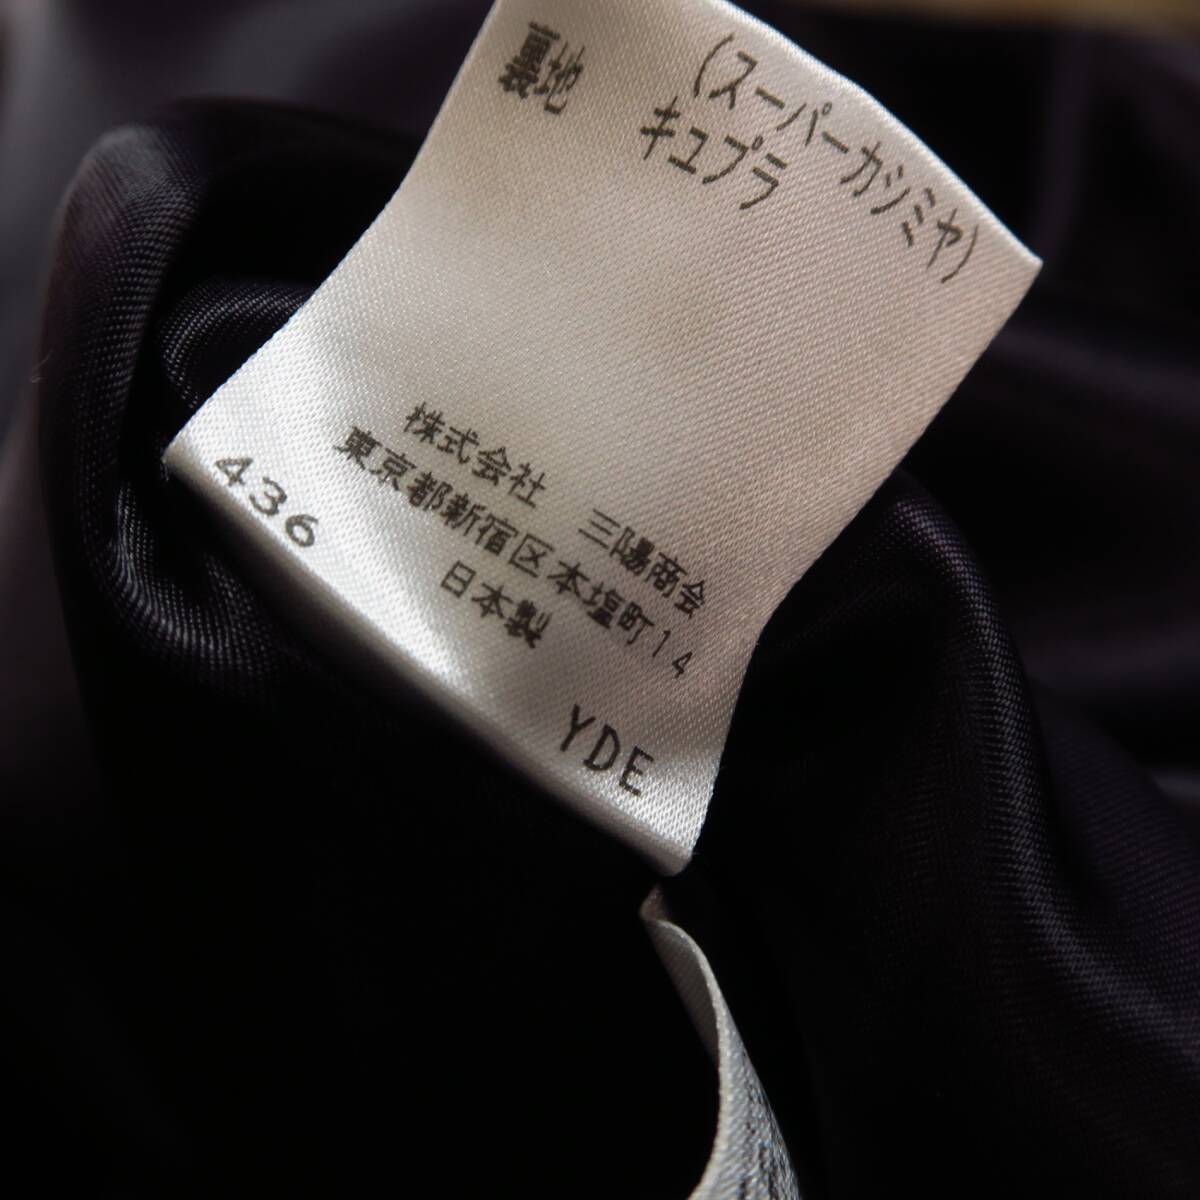 (スーパーカシミヤ)
裏地 キュプラ
株式会社 三陽商会
東京都新宿区本塩町14
日本製
436
YDE